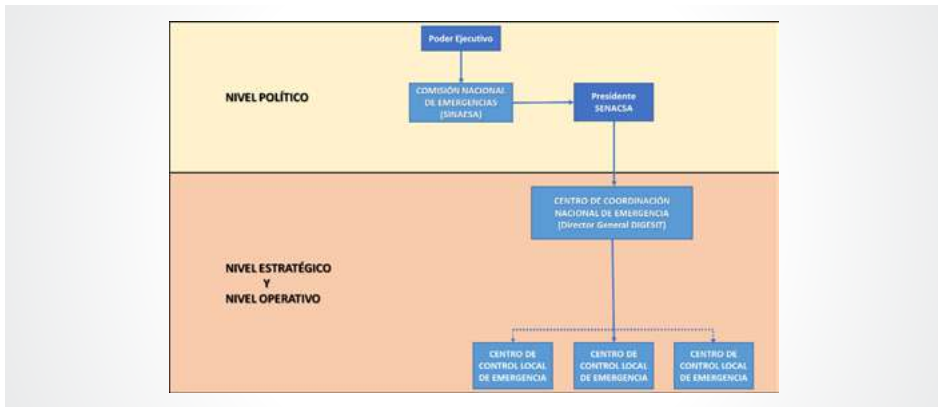 Poder Ejecutivo
NIVEL POLÍTICO
COMISIÓN NACIONAL
DE EMERGENCIAS
(SINAESA)
Presidente
SENACSA
CENTRO DE COORDINACIÓN
NACIONAL DE EMERGENCIA
(Director General DIGESIT)
NIVEL ESTRATÉGICO
Y
NIVEL OPERATIVO
CENTRO DE
CONTROL LOCAL
DE EMERGENCIA
CENTRO DE
CONTROL LOCAL
DE EMERGENCIA
CENTRO DE
CONTROL LOCAL
DE EMERGENCIA